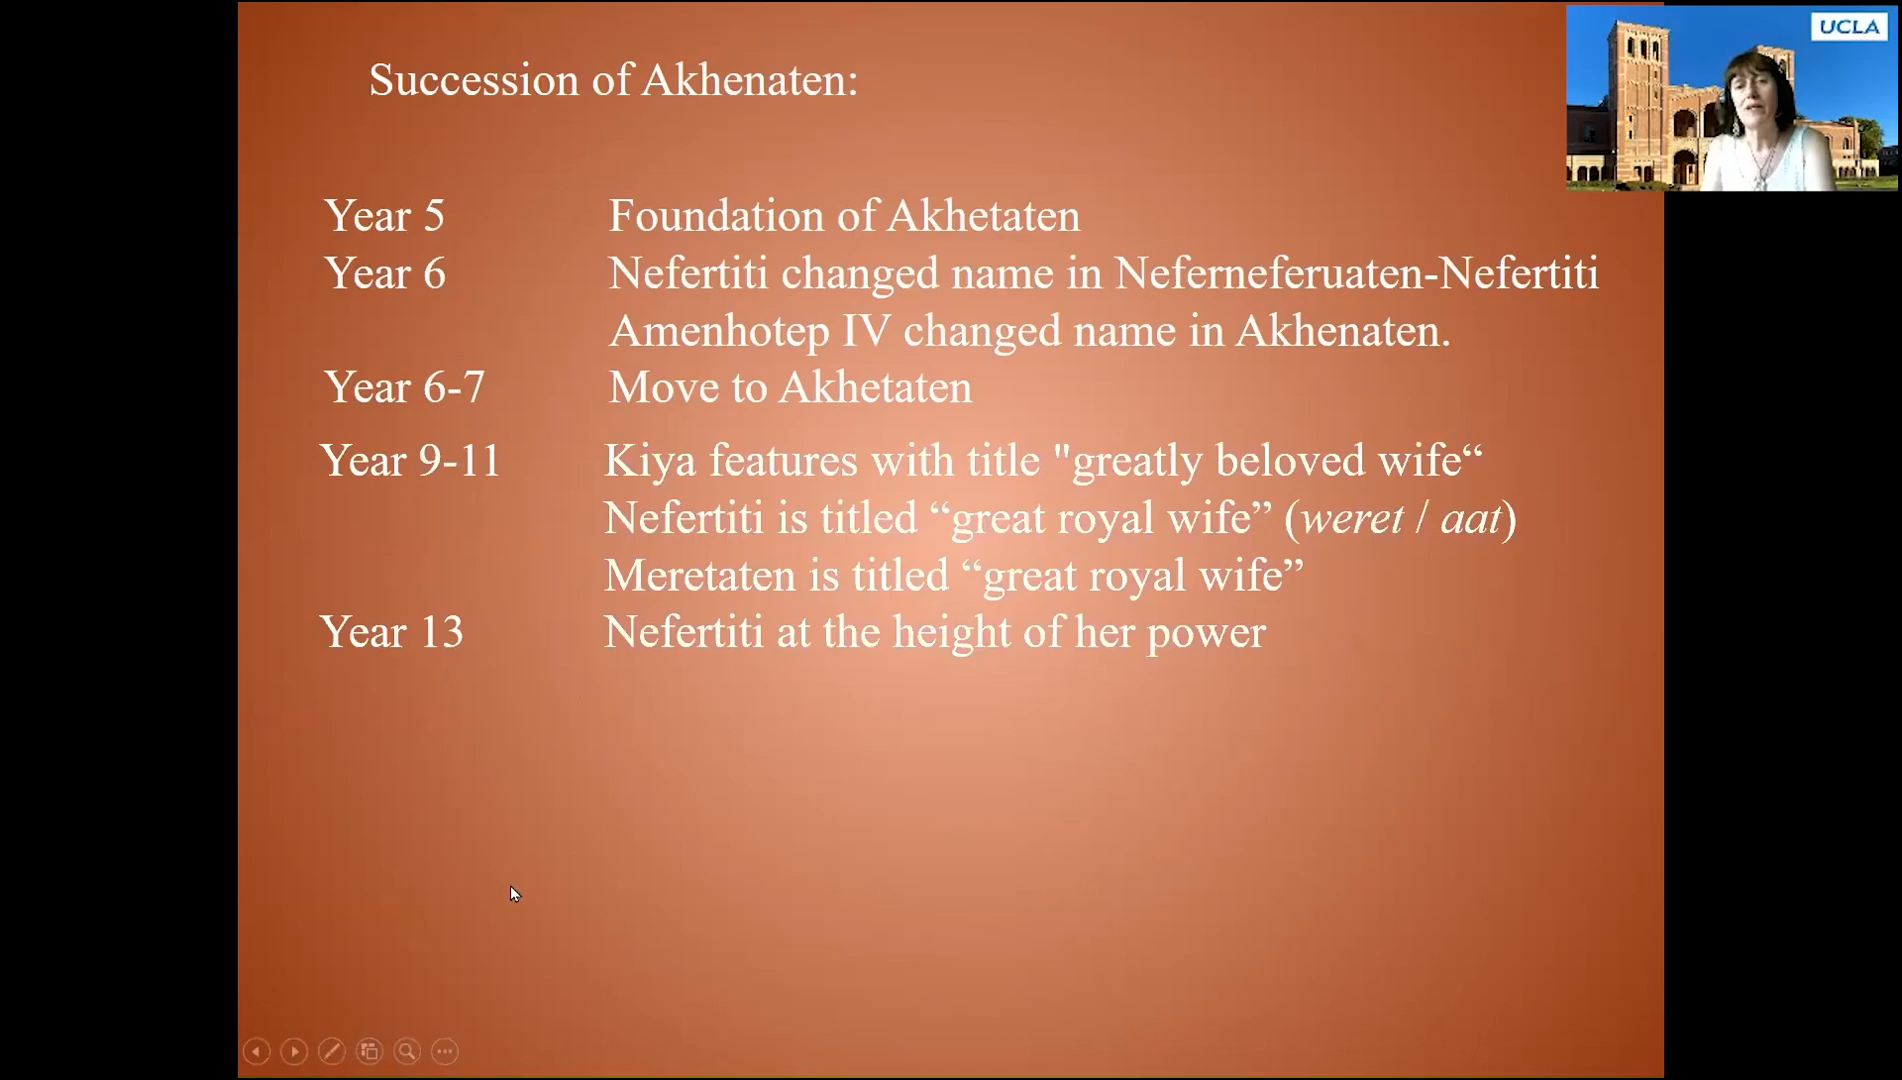 Succession of Akhenaten:
UCLA
Year 5 Foundation of Akhetaten
Year 6 Nefertiti changed name in Neferneferuaten-Nefertiti
Amenhotep IV changed name in Akhenaten.
Year 6-7 Move to Akhetaten
Year 9-11 Kiya features with title "greatly beloved wife“
Nefertiti is titled “great royal wife” (weret / aat)
Meretaten is titled “great royal wife”
Year 13 Nefertiti at the height of her power